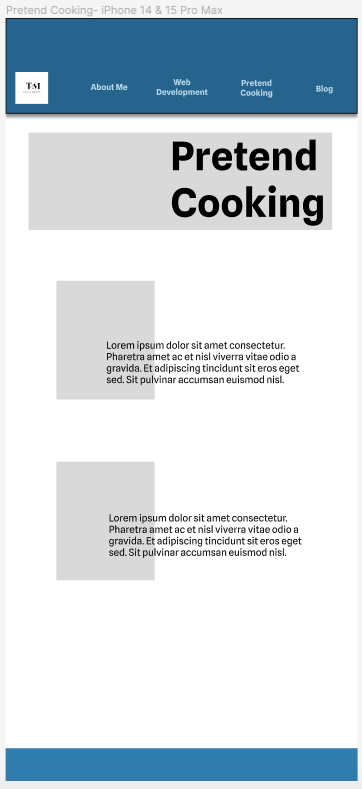 Pretend Cooking- iPhone 14 & 15 Pro Max
TM
About Me
Web
Development
Pretend
Cooking
Blog
Pretend
Cooking
Lorem ipsum dolor sit amet consectetur.
Pharetra amet ac et nisl viverra vitae odio a
gravida. Et adipiscing tincidunt sit eros eget
sed. Sit pulvinar accumsan euismod nisl.
Lorem ipsum dolor sit amet consectetur.
Pharetra amet ac et nisl viverra vitae odio a
gravida. Et adipiscing tincidunt sit eros eget
sed. Sit pulvinar accumsan euismod nisl.